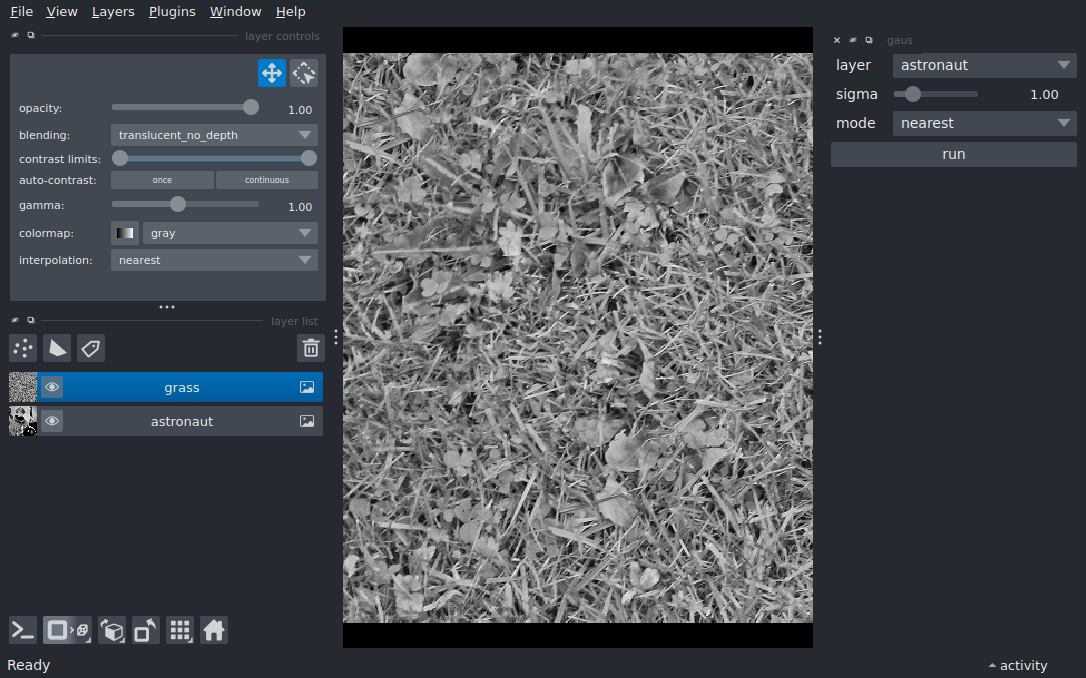 File View Layers Plugins Window Help
layer controls
opacity: 1.00
blending: translucent_no_depth
contrast limits:
auto-contrast: once continuous
gamma: 1.00
colormap: gray
interpolation: nearest
layer list
grass
astronaut
Ready
gaus
layer astronaut
sigma 1.00
mode nearest
run
activity